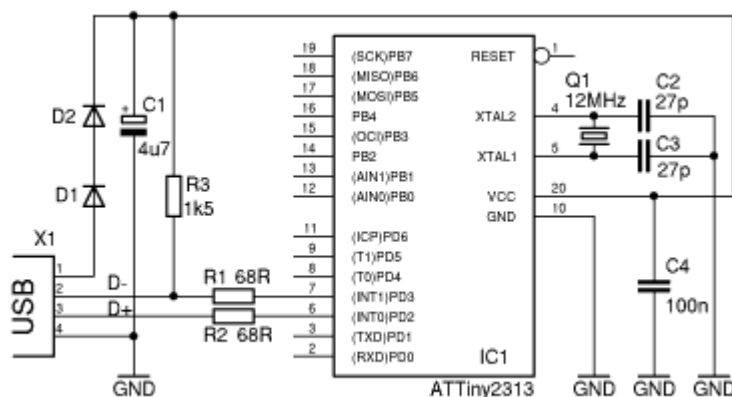 19 (SCK)PB7 RESET 1
18 (MISO)PB6
17 (MOSI)PB5
16 PB4 XTAL2 4
15 (OCI)PB3
14 PB2 XTAL1 5
13 (AIN1)PB1
12 (AIN0)PB0 VCC 20
GND 10
11 (ICP)PD6
9 (T1)PD5
8 (T0)PD4
7 (INT1)PD3
6 (INT0)PD2
3 (TXD)PD1
2 (RXD)PD0
IC1
ATTiny2313
Q1
12MHz
C2
27p
C3
27p
C4
100n
D2
D1
+
C1
4u7
R3
1k5
X1
USB
1
2
3
4
D-
D+
R1 68R
R2 68R
GND
GND
GND
GND